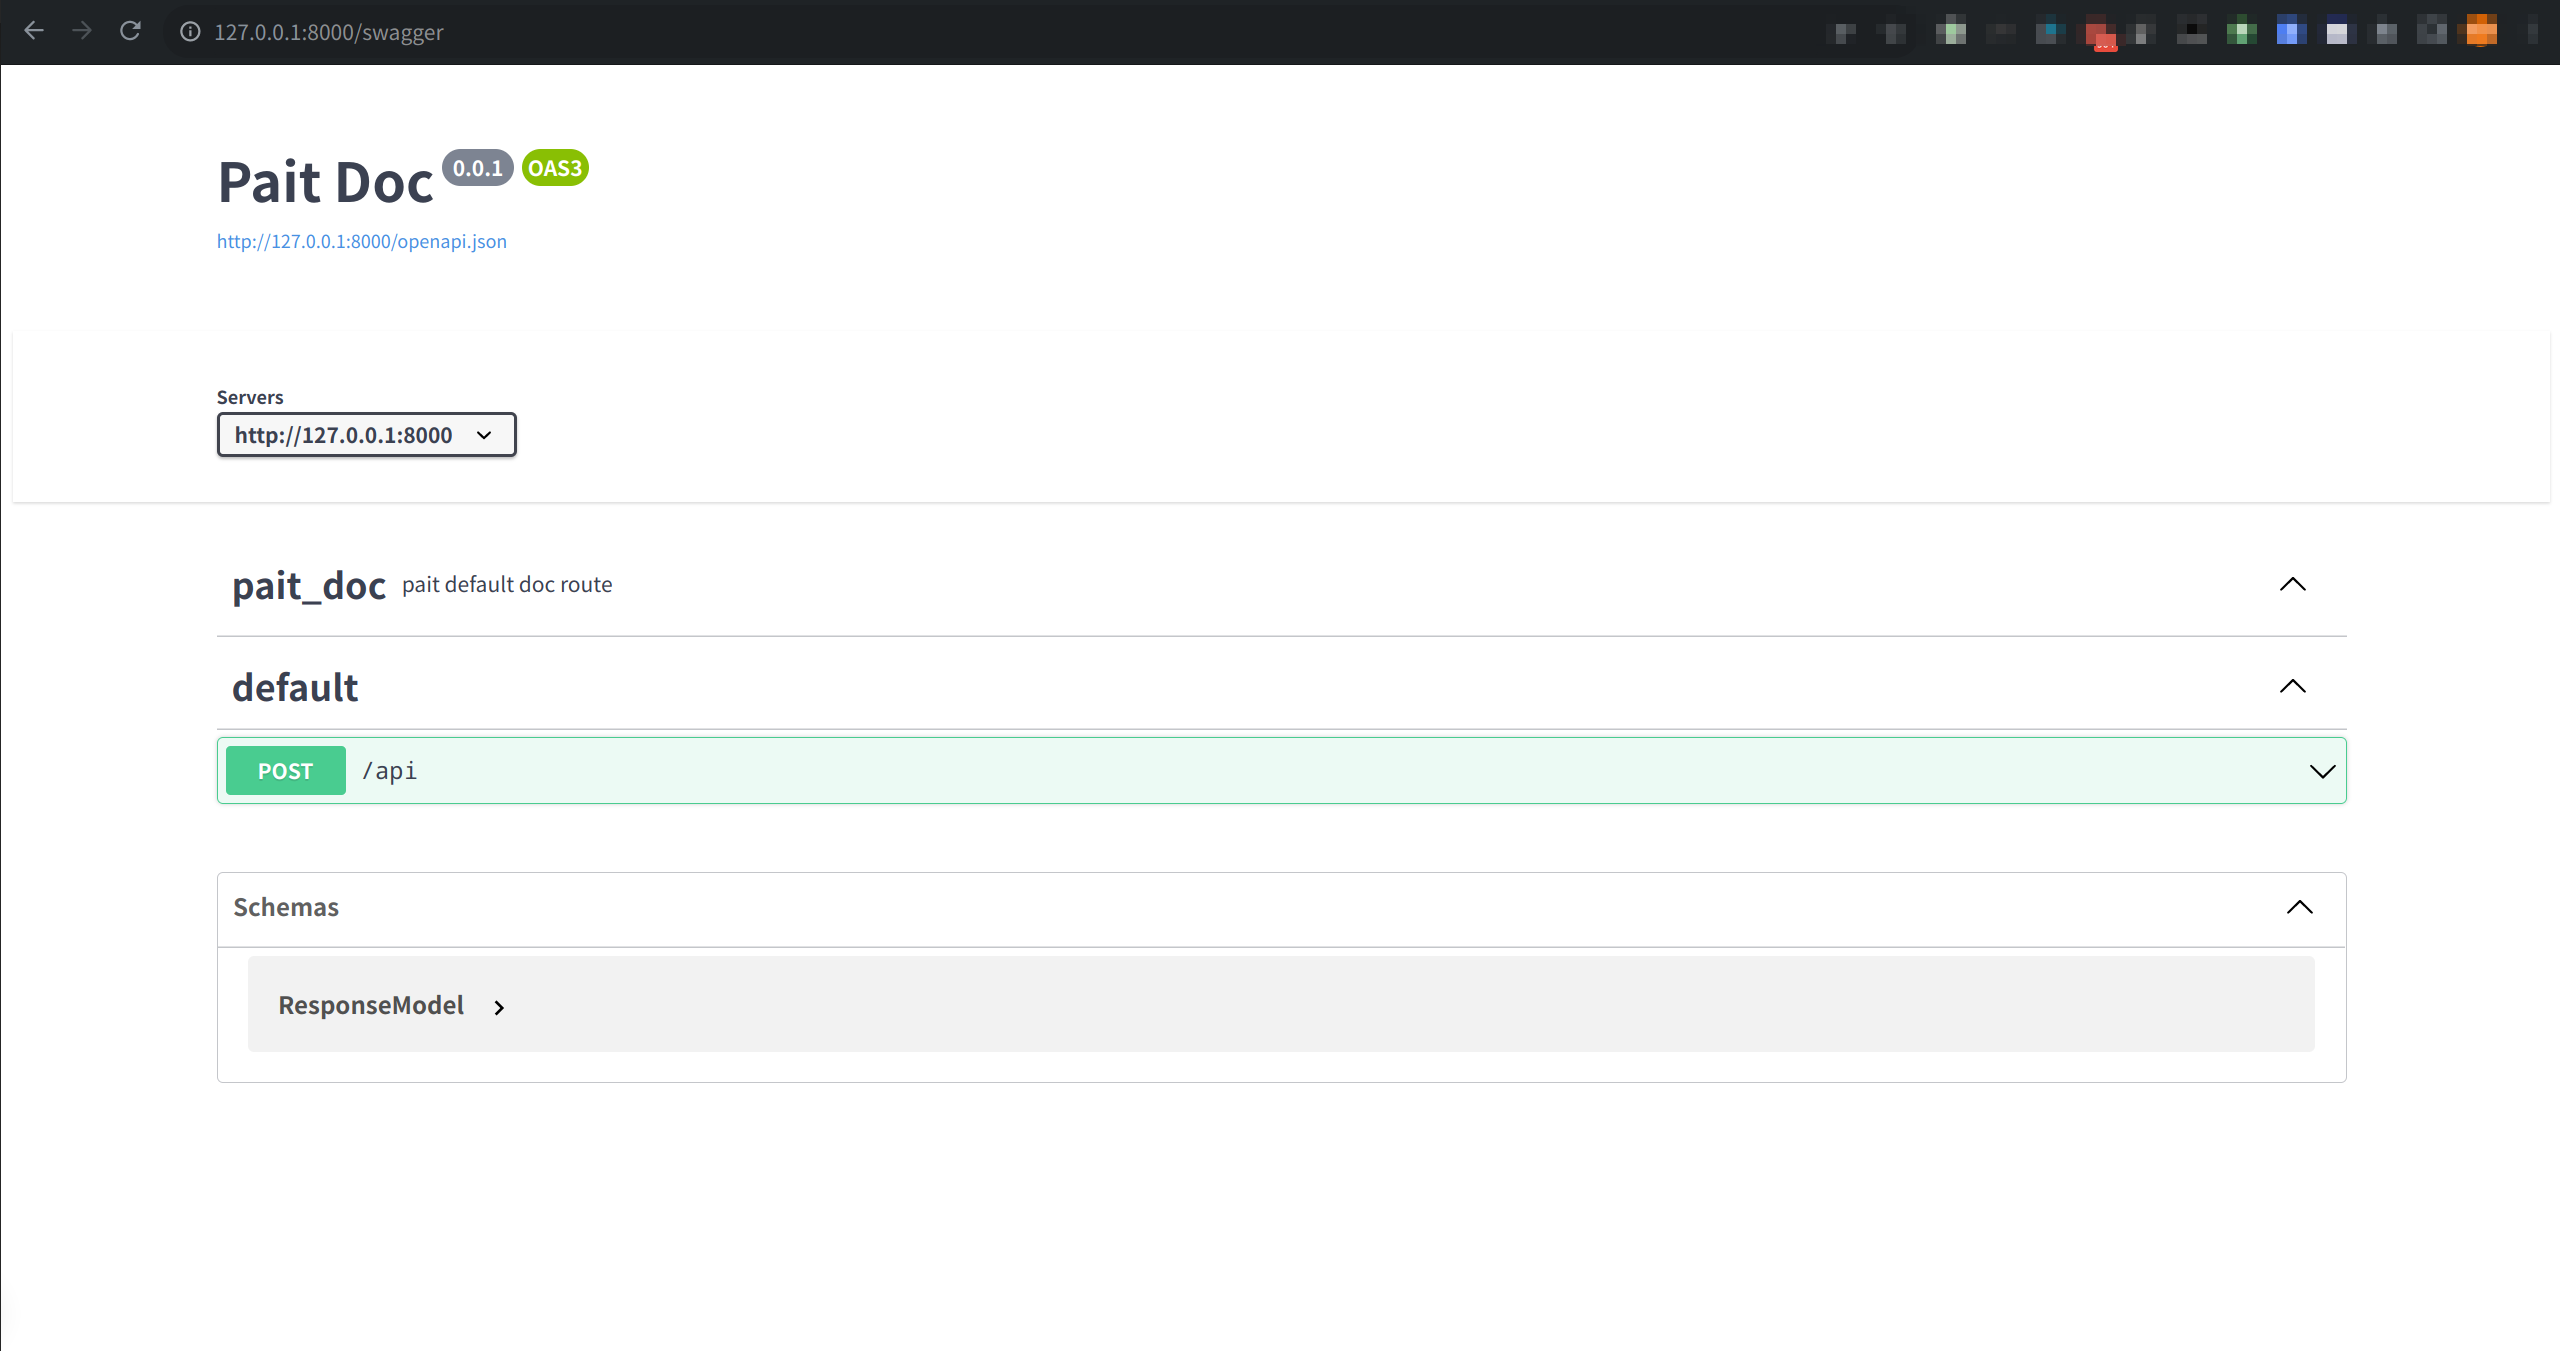 127.0.0.1:8000/swagger
Pait Doc 0.0.1 OAS3
http://127.0.0.1:8000/openapi.json
Servers
http://127.0.0.1:8000
pait_doc pait default doc route
default
POST /api
Schemas
ResponseModel